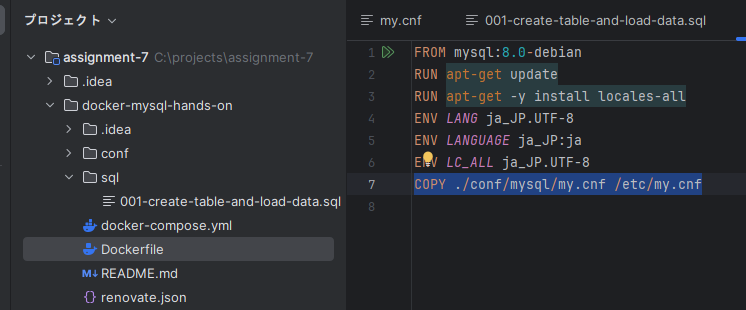 プロジェクト
assignment-7 C:\projects\assignment-7
.idea
docker-mysql-hands-on
.idea
conf
sql
001-create-table-and-load-data.sql
docker-compose.yml
Dockerfile
README.md
renovate.json
my.cnf 001-create-table-and-load-data.sql
1 FROM mysql:8.0-debian
2 RUN apt-get update
3 RUN apt-get -y install locales-all
4 ENV LANG ja_JP.UTF-8
5 ENV LANGUAGE ja_JP:ja
6 ENV LC_ALL ja_JP.UTF-8
7 COPY ./conf/mysql/my.cnf /etc/my.cnf
8